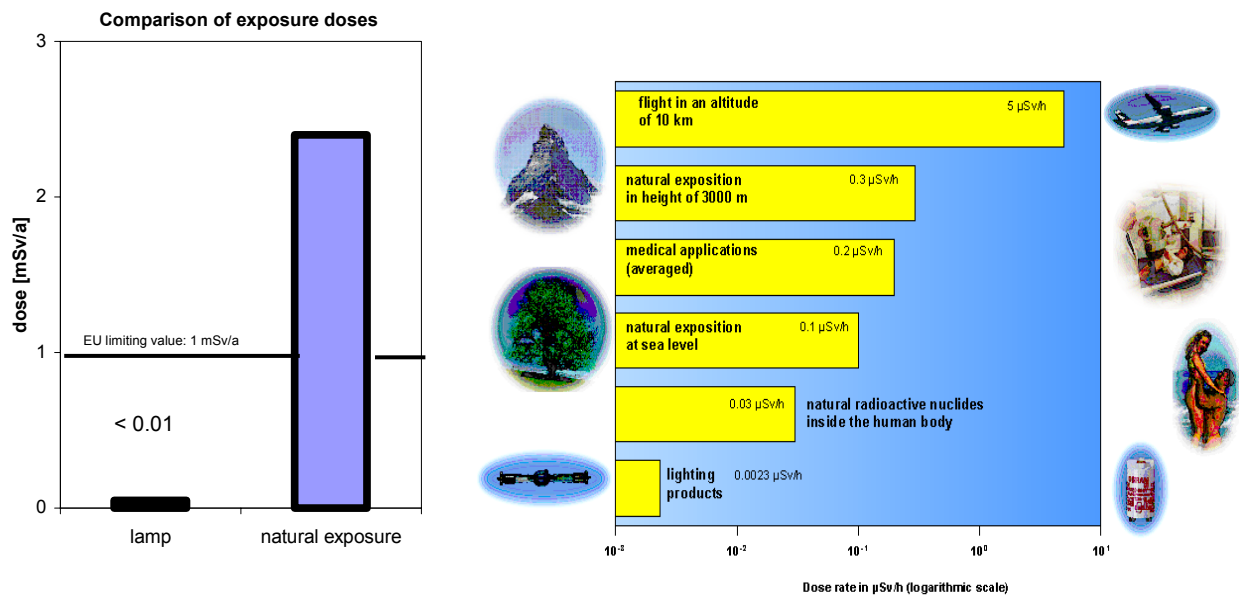 Comparison of exposure doses
3
2
1
0
dose [mSv/a]
EU limiting value: 1 mSv/a
< 0.01
lamp
natural exposure
flight in an altitude
of 10 km
5 µSv/h
natural exposition
in height of 3000 m
0.3 µSv/h
medical applications
(averaged)
0.2 µSv/h
natural exposition
at sea level
0.1 µSv/h
0.03 µSv/h
natural radioactive nuclides
inside the human body
lighting
products
0.0023 µSv/h
10⁻²
10⁻¹
10⁰
10¹
Dose rate in µSv/h (logarithmic scale)